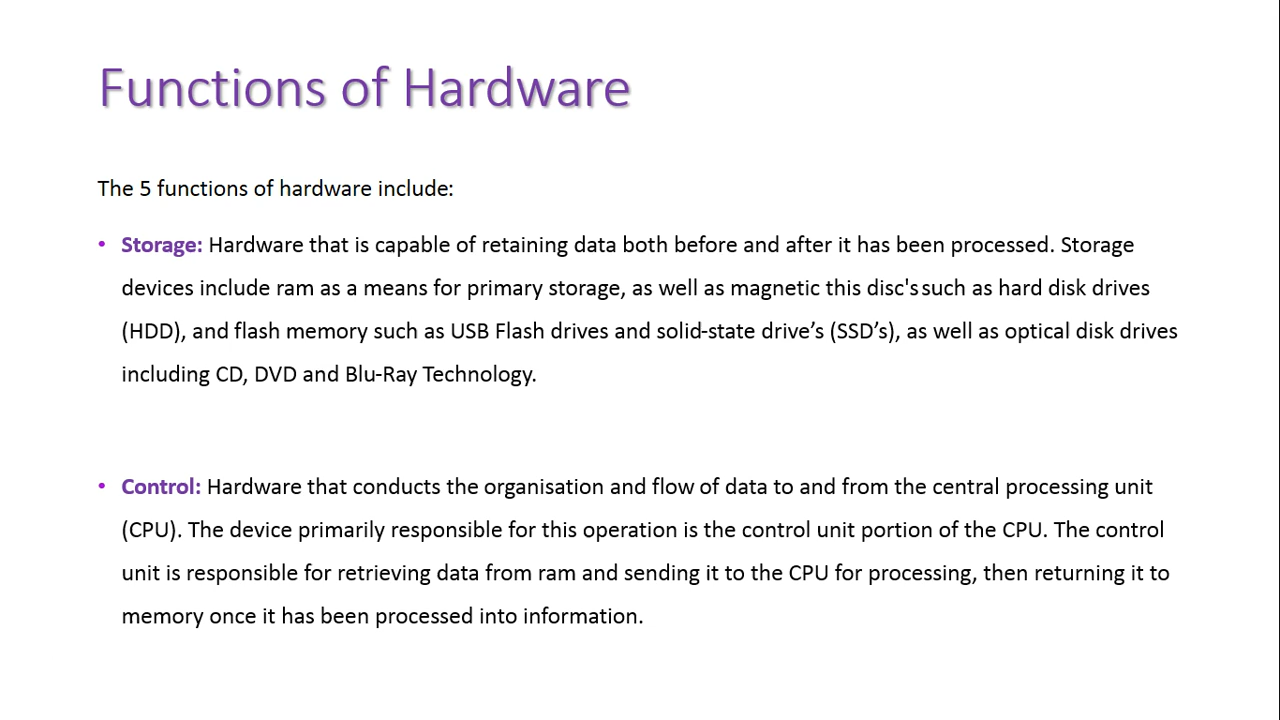 Functions of Hardware
The 5 functions of hardware include:
• Storage: Hardware that is capable of retaining data both before and after it has been processed. Storage
devices include ram as a means for primary storage, as well as magnetic this disc's such as hard disk drives
(HDD), and flash memory such as USB Flash drives and solid-state drive’s (SSD’s), as well as optical disk drives
including CD, DVD and Blu-Ray Technology.
• Control: Hardware that conducts the organisation and flow of data to and from the central processing unit
(CPU). The device primarily responsible for this operation is the control unit portion of the CPU. The control
unit is responsible for retrieving data from ram and sending it to the CPU for processing, then returning it to
memory once it has been processed into information.